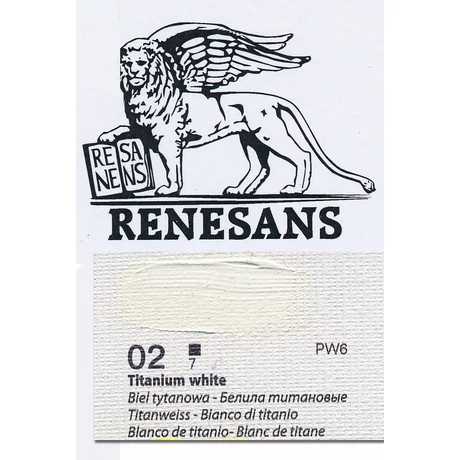 RE SA
NE NS
RENESANS
02 7 PW6
Titanium white
Biel tytanowa - Белила титановые
Titanweiss - Bianco di titanio
Blanco de titanio- Blanc de titane